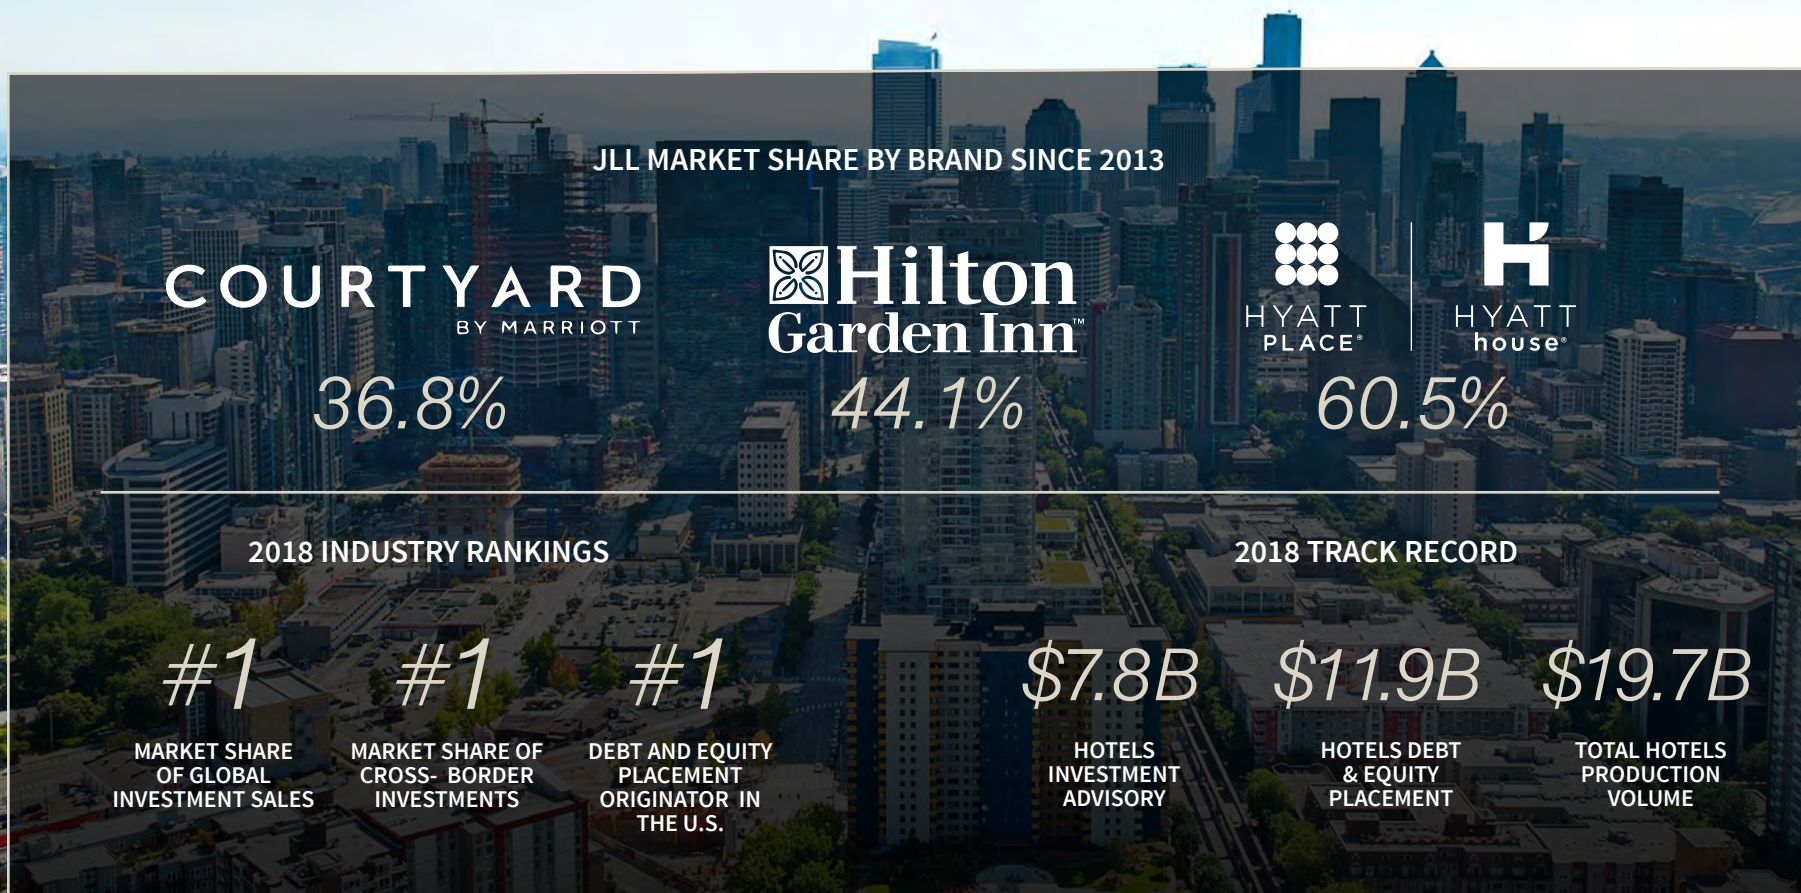 JLL MARKET SHARE BY BRAND SINCE 2013
COURTYARD
BY MARRIOTT
36.8%
Hilton
Garden Inn™
44.1%
HYATT
PLACE®
HYATT
house®
60.5%
2018 INDUSTRY RANKINGS
#1
MARKET SHARE
OF GLOBAL
INVESTMENT SALES
#1
MARKET SHARE OF
CROSS- BORDER
INVESTMENTS
#1
DEBT AND EQUITY
PLACEMENT
ORIGINATOR IN
THE U.S.
2018 TRACK RECORD
$7.8B
HOTELS
INVESTMENT
ADVISORY
$11.9B
HOTELS DEBT
& EQUITY
PLACEMENT
$19.7B
TOTAL HOTELS
PRODUCTION
VOLUME